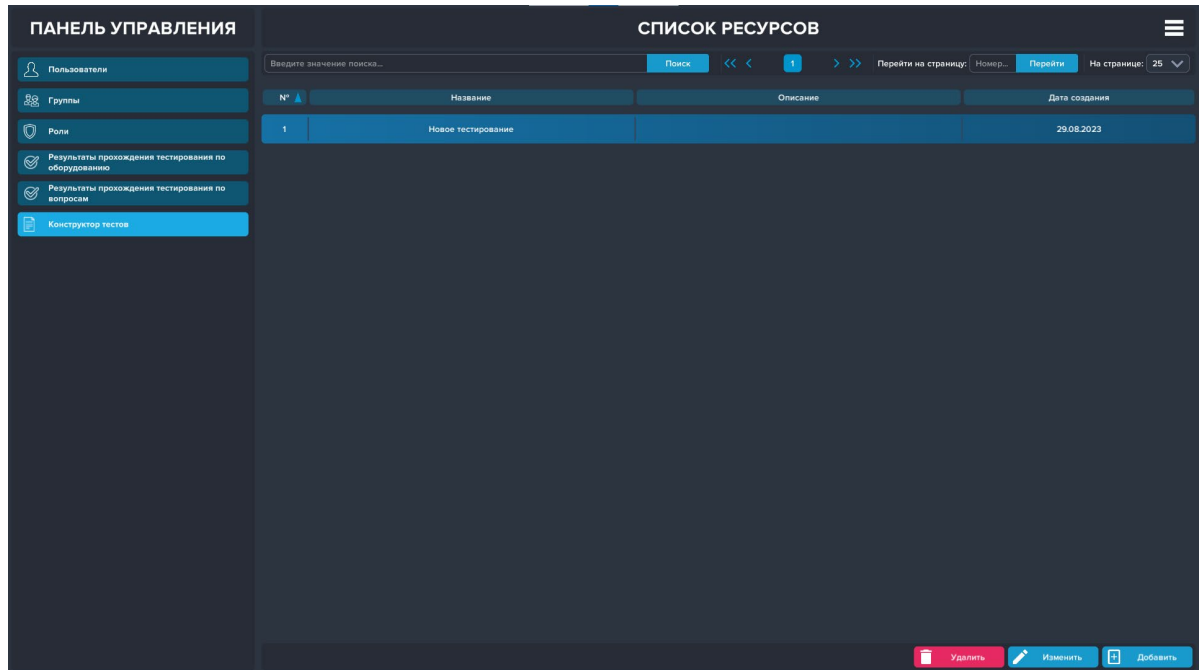 ПАНЕЛЬ УПРАВЛЕНИЯ
СПИСОК РЕСУРСОВ
Пользователи
Группы
Роли
Результаты прохождения тестирования по
оборудованию
Результаты прохождения тестирования по
вопросам
Конструктор тестов
Введите значение поиска... Поиск << < 1 > >> Перейти на страницу: Номер... Перейти На странице: 25
N° Название Описание Дата создания
1 Новое тестирование 29.08.2023
Удалить Изменить Добавить